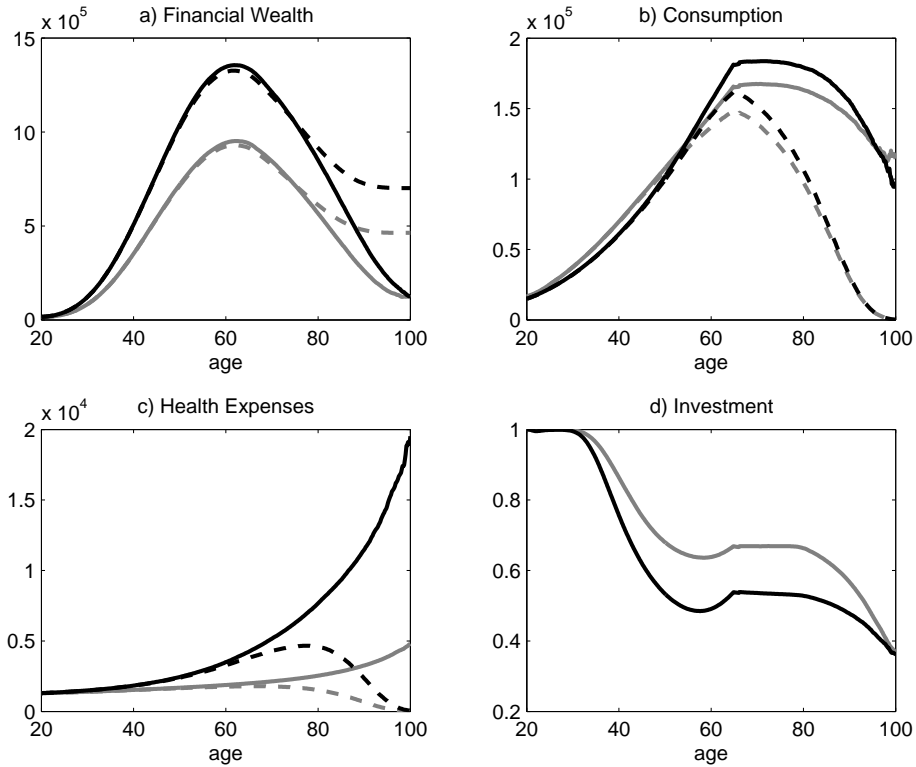 a) Financial Wealth
x 10^5
15
10
5
0
20 40 60 80 100
age
b) Consumption
x 10^5
2
1.5
1
0.5
0
20 40 60 80 100
age
c) Health Expenses
x 10^4
2
1.5
1
0.5
0
20 40 60 80 100
age
d) Investment
1
0.8
0.6
0.4
0.2
20 40 60 80 100
age